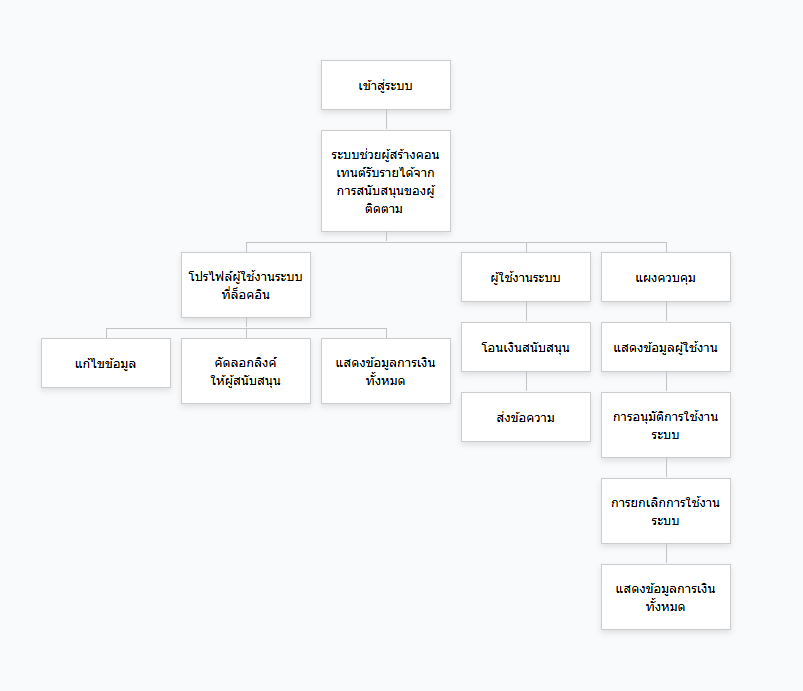 เข้าสู่ระบบ
ระบบช่วยผู้สร้างคอน
เทนต์รับรายได้จาก
การสนับสนุนของผู้
ติดตาม
โปรไฟล์ผู้ใช้งานระบบ
ที่ล็อคอิน
ผู้ใช้งานระบบ
แผงควบคุม
แก้ไขข้อมูล
คัดลอกลิงค์
ให้ผู้สนับสนุน
แสดงข้อมูลการเงิน
ทั้งหมด
โอนเงินสนับสนุน
แสดงข้อมูลผู้ใช้งาน
ส่งข้อความ
การอนุมัติการใช้งาน
ระบบ
การยกเลิกการใช้งาน
ระบบ
แสดงข้อมูลการเงิน
ทั้งหมด